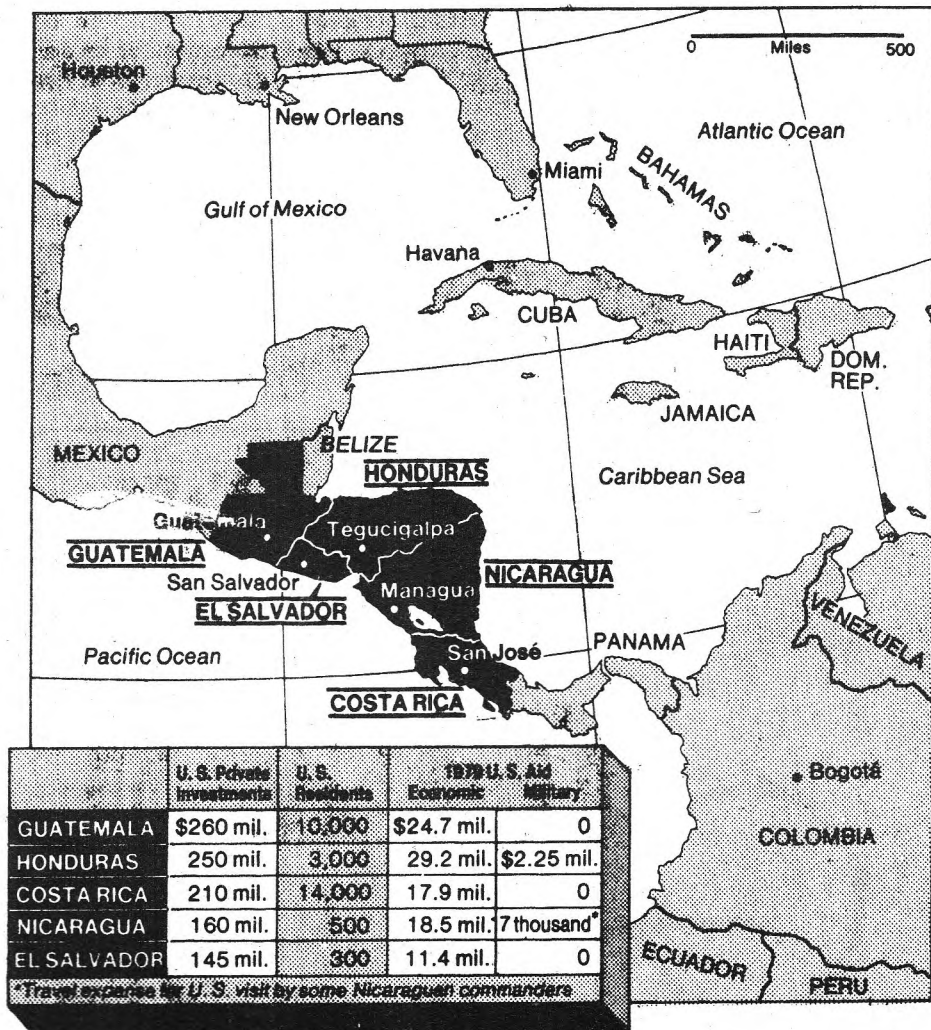 0 Miles 500
Houston
New Orleans
Atlantic Ocean
Miami
BAHAMAS
Gulf of Mexico
Havana
CUBA
HAITI
DOM.
REP.
JAMAICA
MEXICO
BELIZE
HONDURAS
Caribbean Sea
Guatemala
Tegucigalpa
GUATEMALA
San Salvador
NICARAGUA
EL SALVADOR
Managua
VENEZUELA
Pacific Ocean
San José
PANAMA
COSTA RICA
Bogotá
COLOMBIA
ECUADOR
PERU
U. S. Private U. S. 1979 U. S. Aid
Investments Residents Economic Military
GUATEMALA $260 mil. 10,000 $24.7 mil. 0
HONDURAS 250 mil. 3,000 29.2 mil. $2.25 mil.
COSTA RICA 210 mil. 14,000 17.9 mil. 0
NICARAGUA 160 mil. 500 18.5 mil. 7 thousand*
EL SALVADOR 145 mil. 300 11.4 mil. 0
*Travel expense for U. S. visit by some Nicaraguan commanders